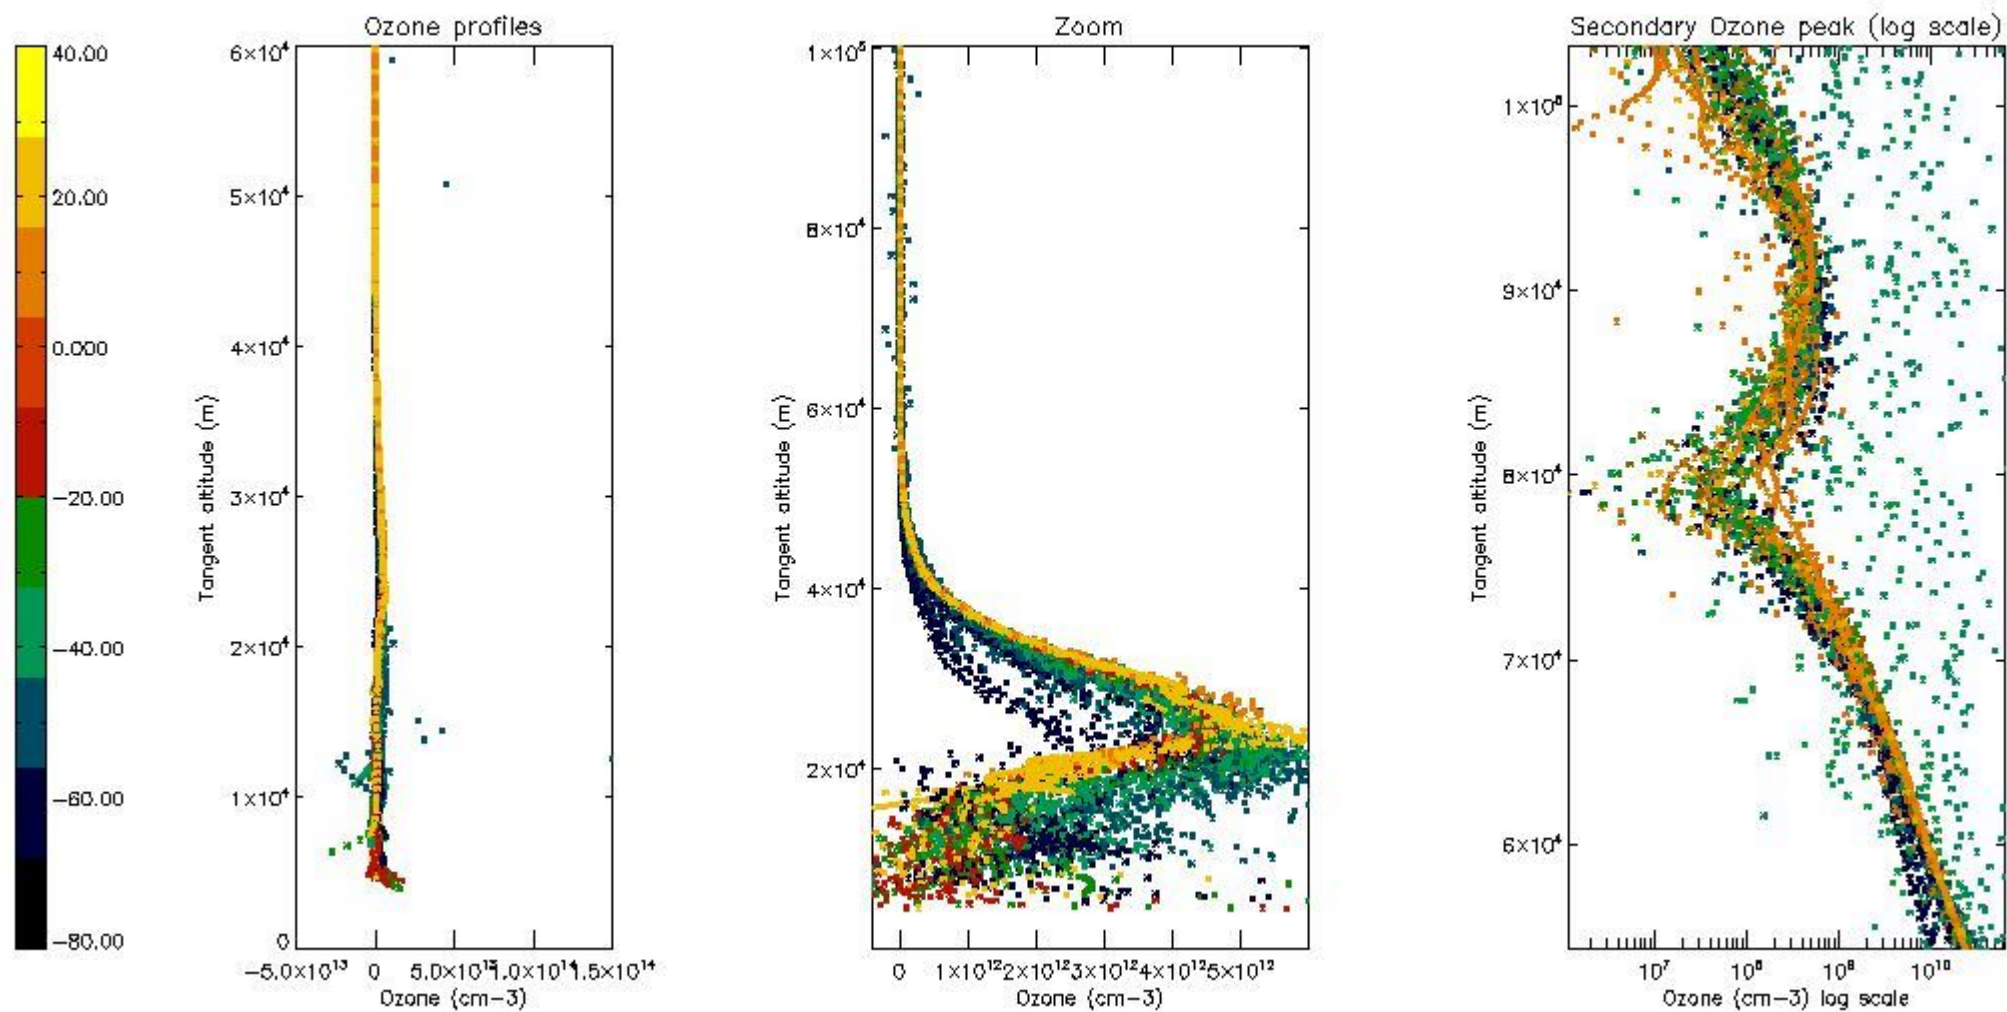 Ozone profiles
Zoom
Secondary Ozone peak (log scale)
40.00
20.00
0.000
−20.00
−40.00
−60.00
−80.00
6×10⁴
5×10⁴
4×10⁴
3×10⁴
2×10⁴
1×10⁴
0
Tangent altitude (m)
−5.0×10¹³ 0 5.0×10¹³ 1.0×10¹⁴ 1.5×10¹⁴
Ozone (cm−3)
1×10⁵
8×10⁴
6×10⁴
4×10⁴
2×10⁴
Tangent altitude (m)
0 1×10¹² 2×10¹² 3×10¹² 4×10¹² 5×10¹²
Ozone (cm−3)
1×10⁵
9×10⁴
8×10⁴
7×10⁴
6×10⁴
Tangent altitude (m)
10⁷ 10⁸ 10⁹ 10¹⁰
Ozone (cm−3) log scale